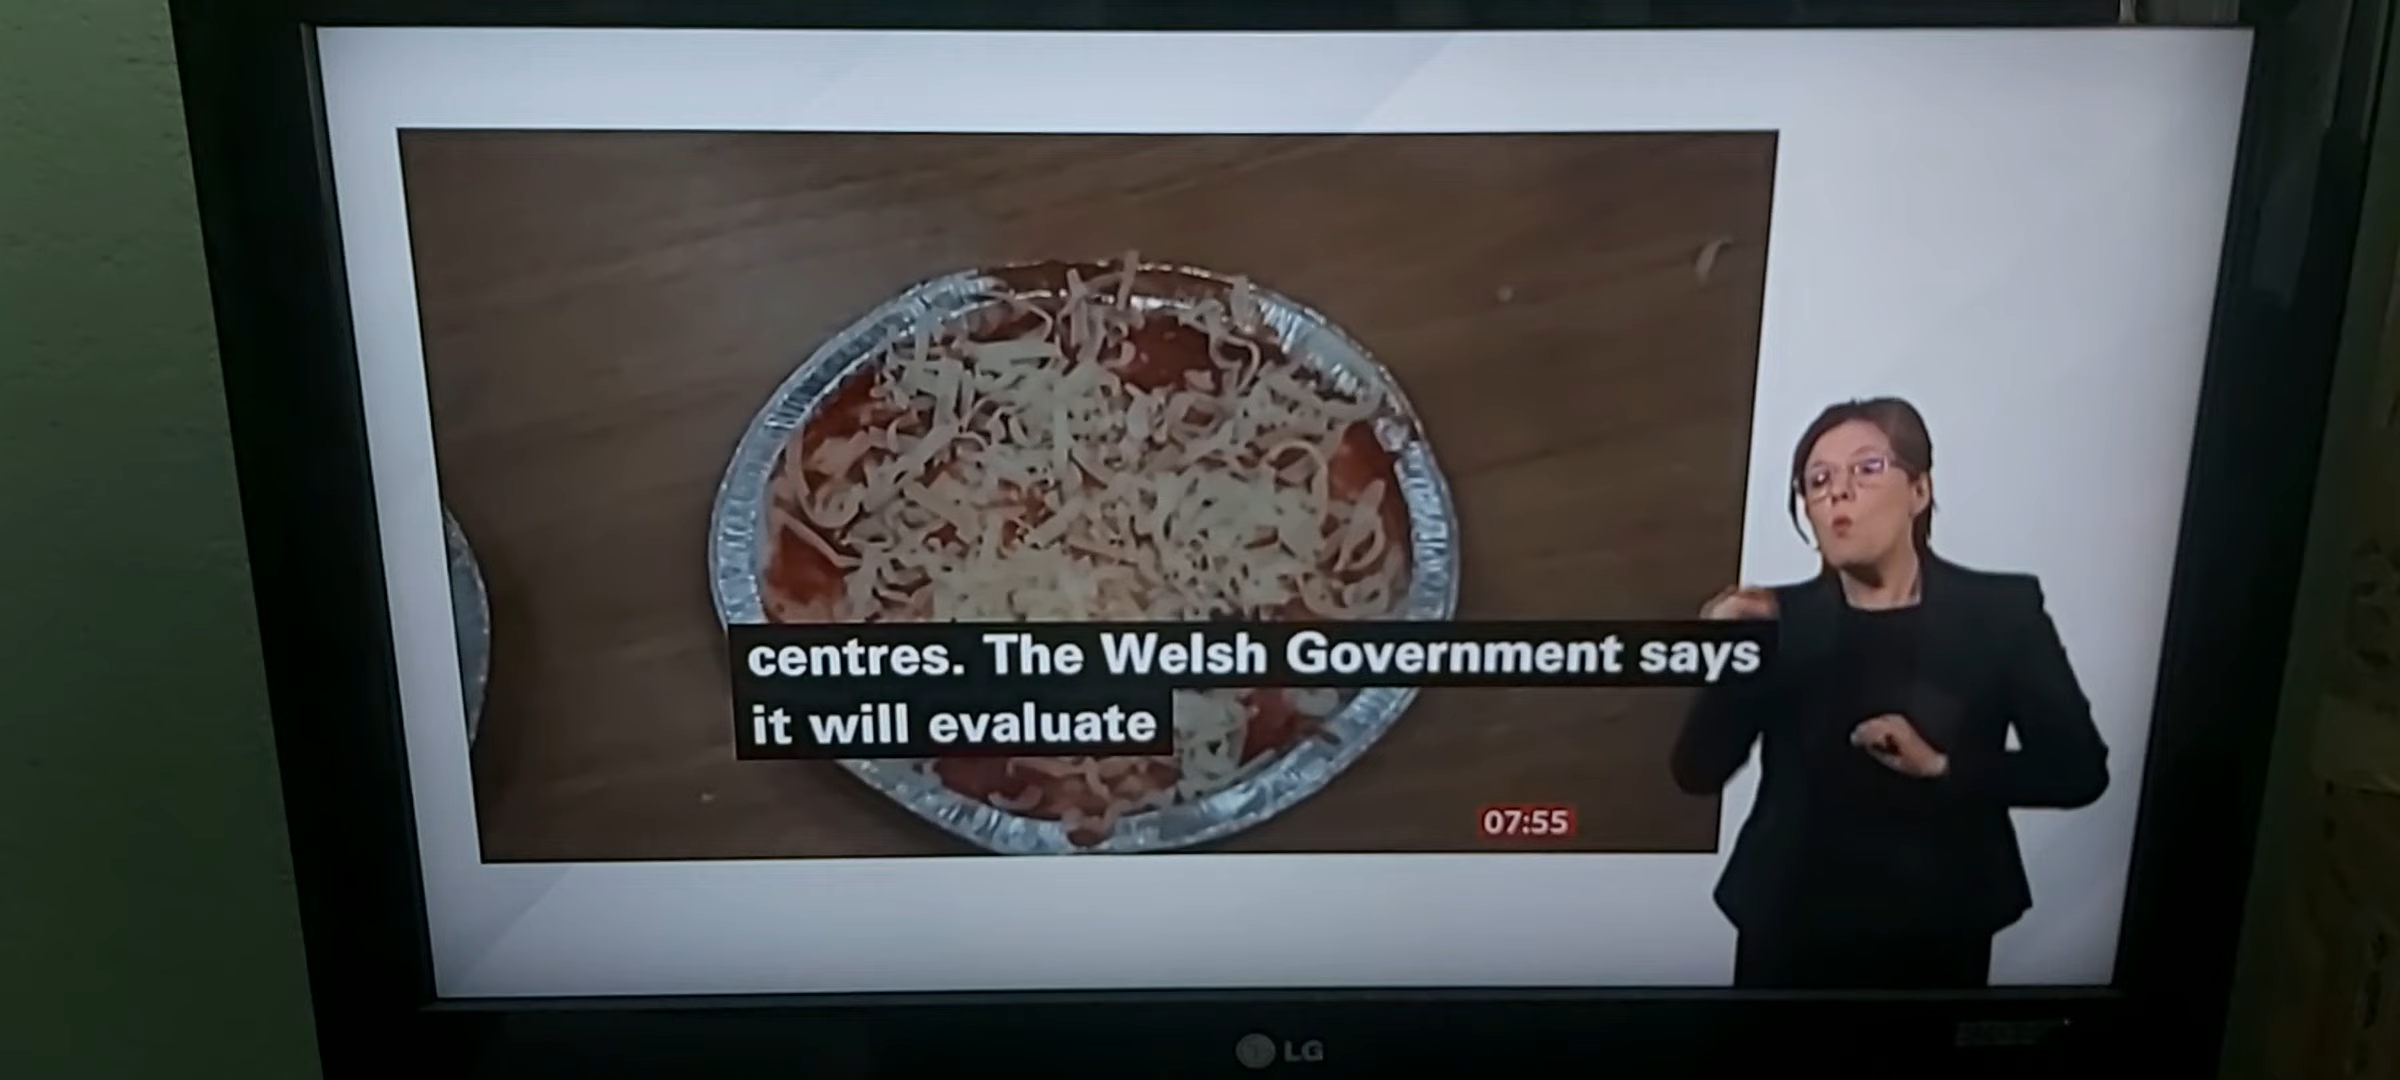 centres. The Welsh Government says
it will evaluate
07:55
LG